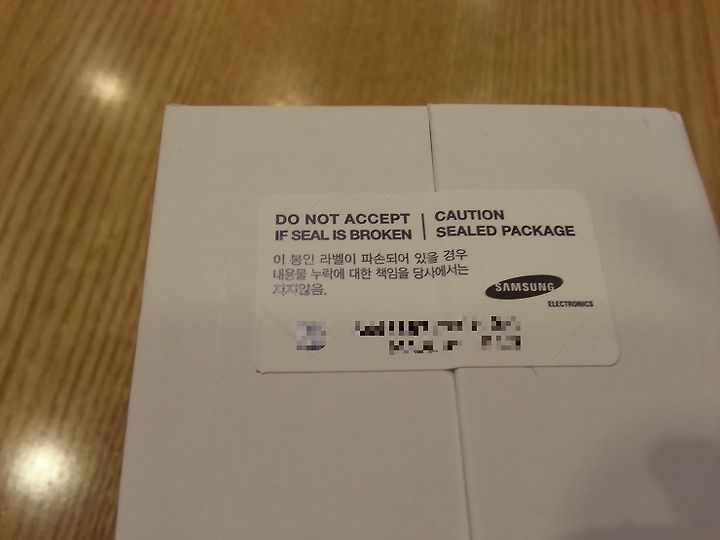 DO NOT ACCEPT
IF SEAL IS BROKEN
CAUTION
SEALED PACKAGE
이 봉인 라벨이 파손되어 있을 경우
내용물 누락에 대한 책임을 당사에서는
지지않음.
SAMSUNG
ELECTRONICS